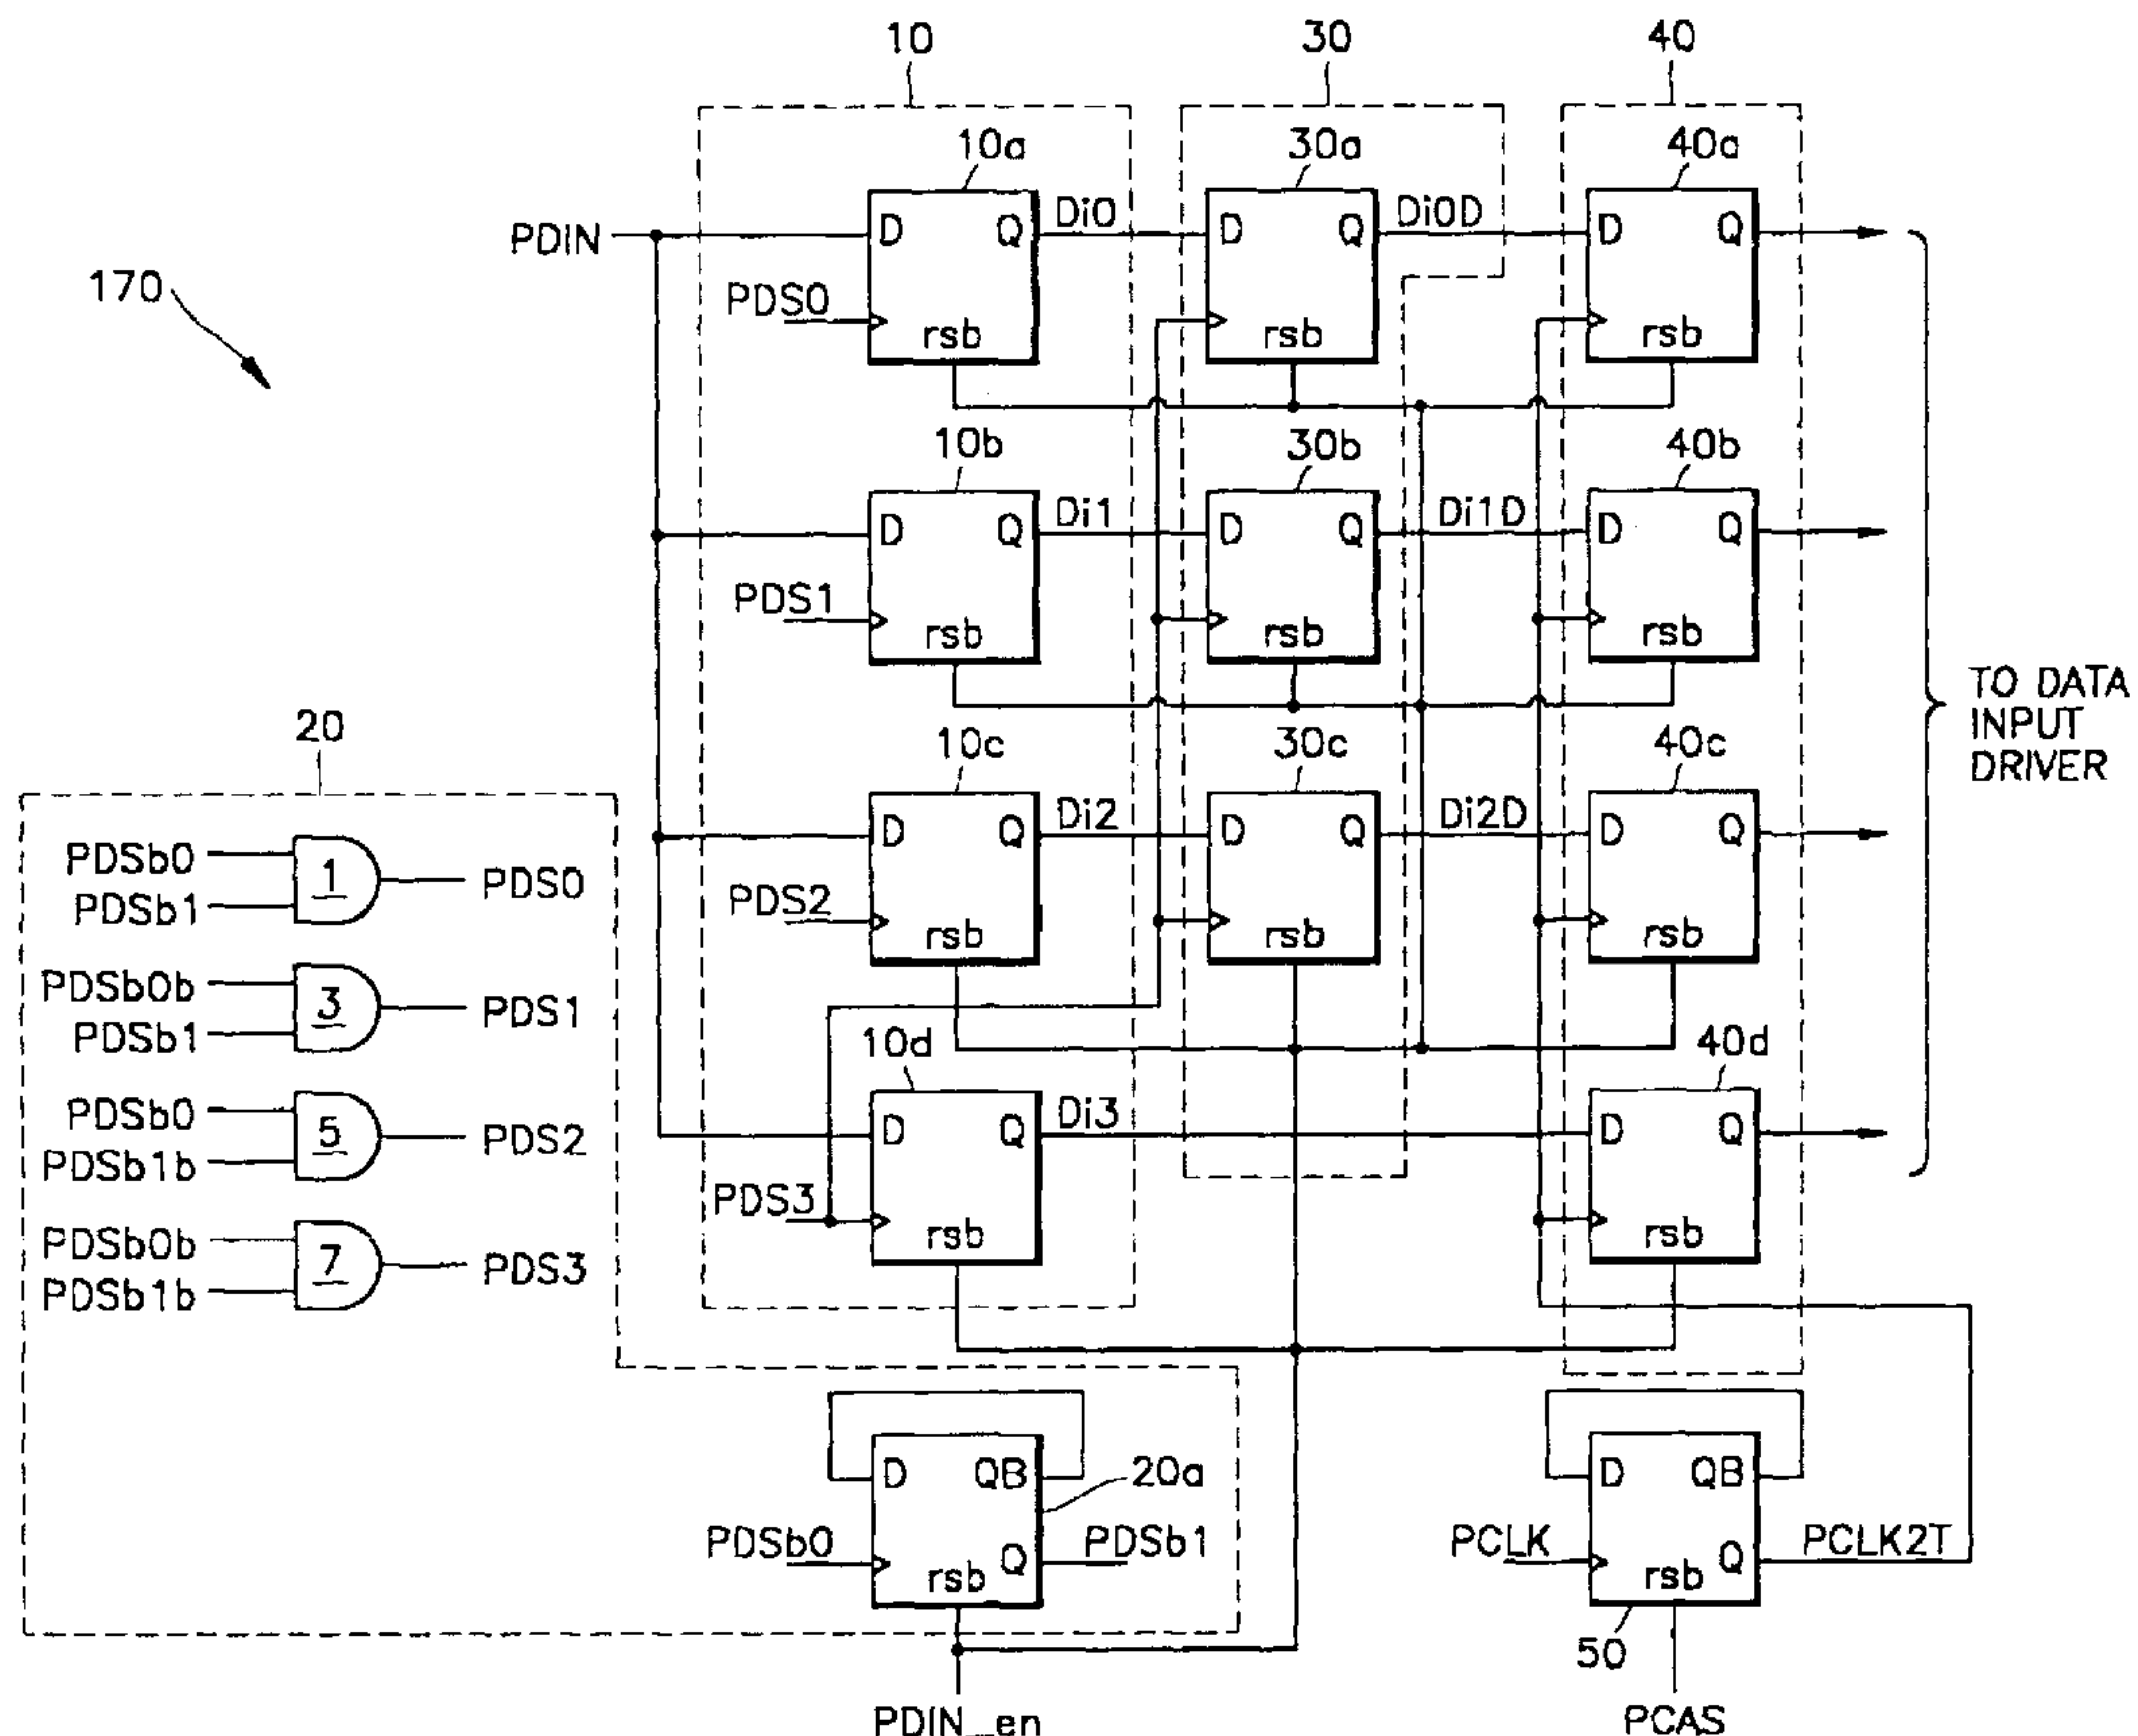 10
30
40
10a
30a
40a
PDIN
D
Q
Di0
D
Q
Di0D
D
Q
170
PDS0
rsb
rsb
rsb
10b
30b
40b
D
Q
Di1
D
Q
Di1D
D
Q
PDS1
rsb
rsb
rsb
TO DATA
INPUT
DRIVER
20
10c
30c
40c
D
Q
Di2
D
Q
Di2D
D
Q
PDS2
rsb
rsb
rsb
PDSb0
PDSb1
1
PDS0
PDSb0b
PDSb1
3
PDS1
PDSb0
PDSb1b
5
PDS2
PDSb0b
PDSb1b
7
PDS3
10d
40d
D
Q
Di3
D
Q
PDS3
rsb
rsb
D
QB
20a
PDSb0
rsb
Q
PDSb1
D
QB
PCLK
rsb
Q
PCLK2T
50
PDIN_en
PCAS